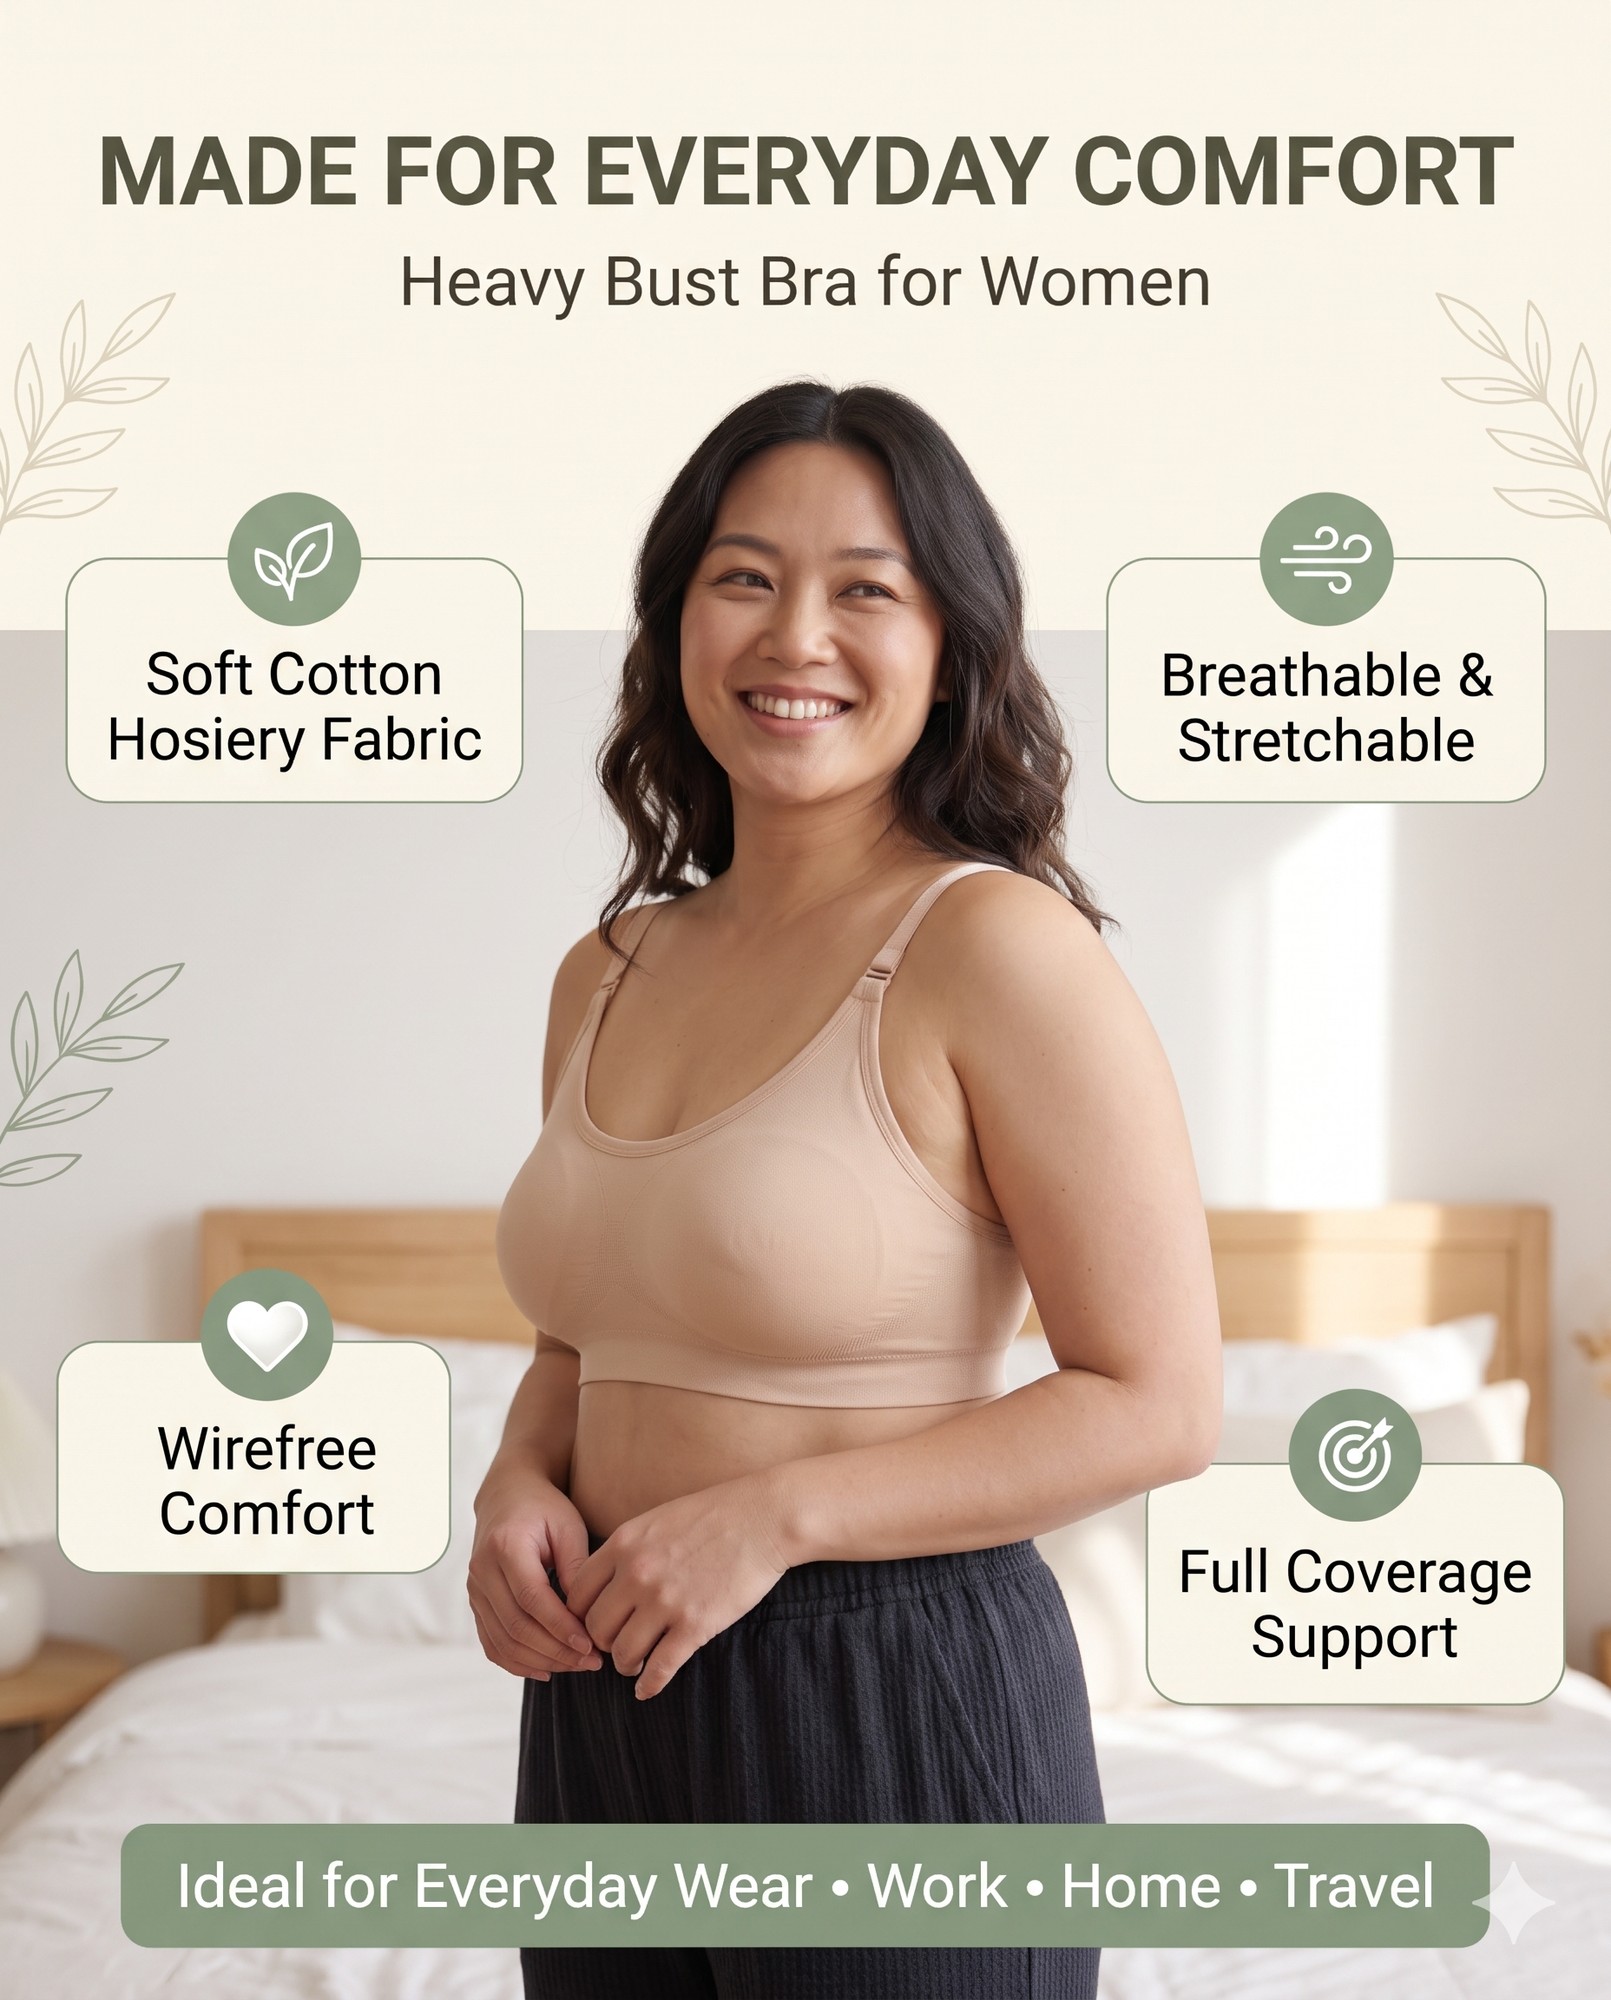 MADE FOR EVERYDAY COMFORT
Heavy Bust Bra for Women
Soft Cotton
Hosiery Fabric
Breathable &
Stretchable
Wirefree
Comfort
Full Coverage
Support
Ideal for Everyday Wear • Work • Home • Travel